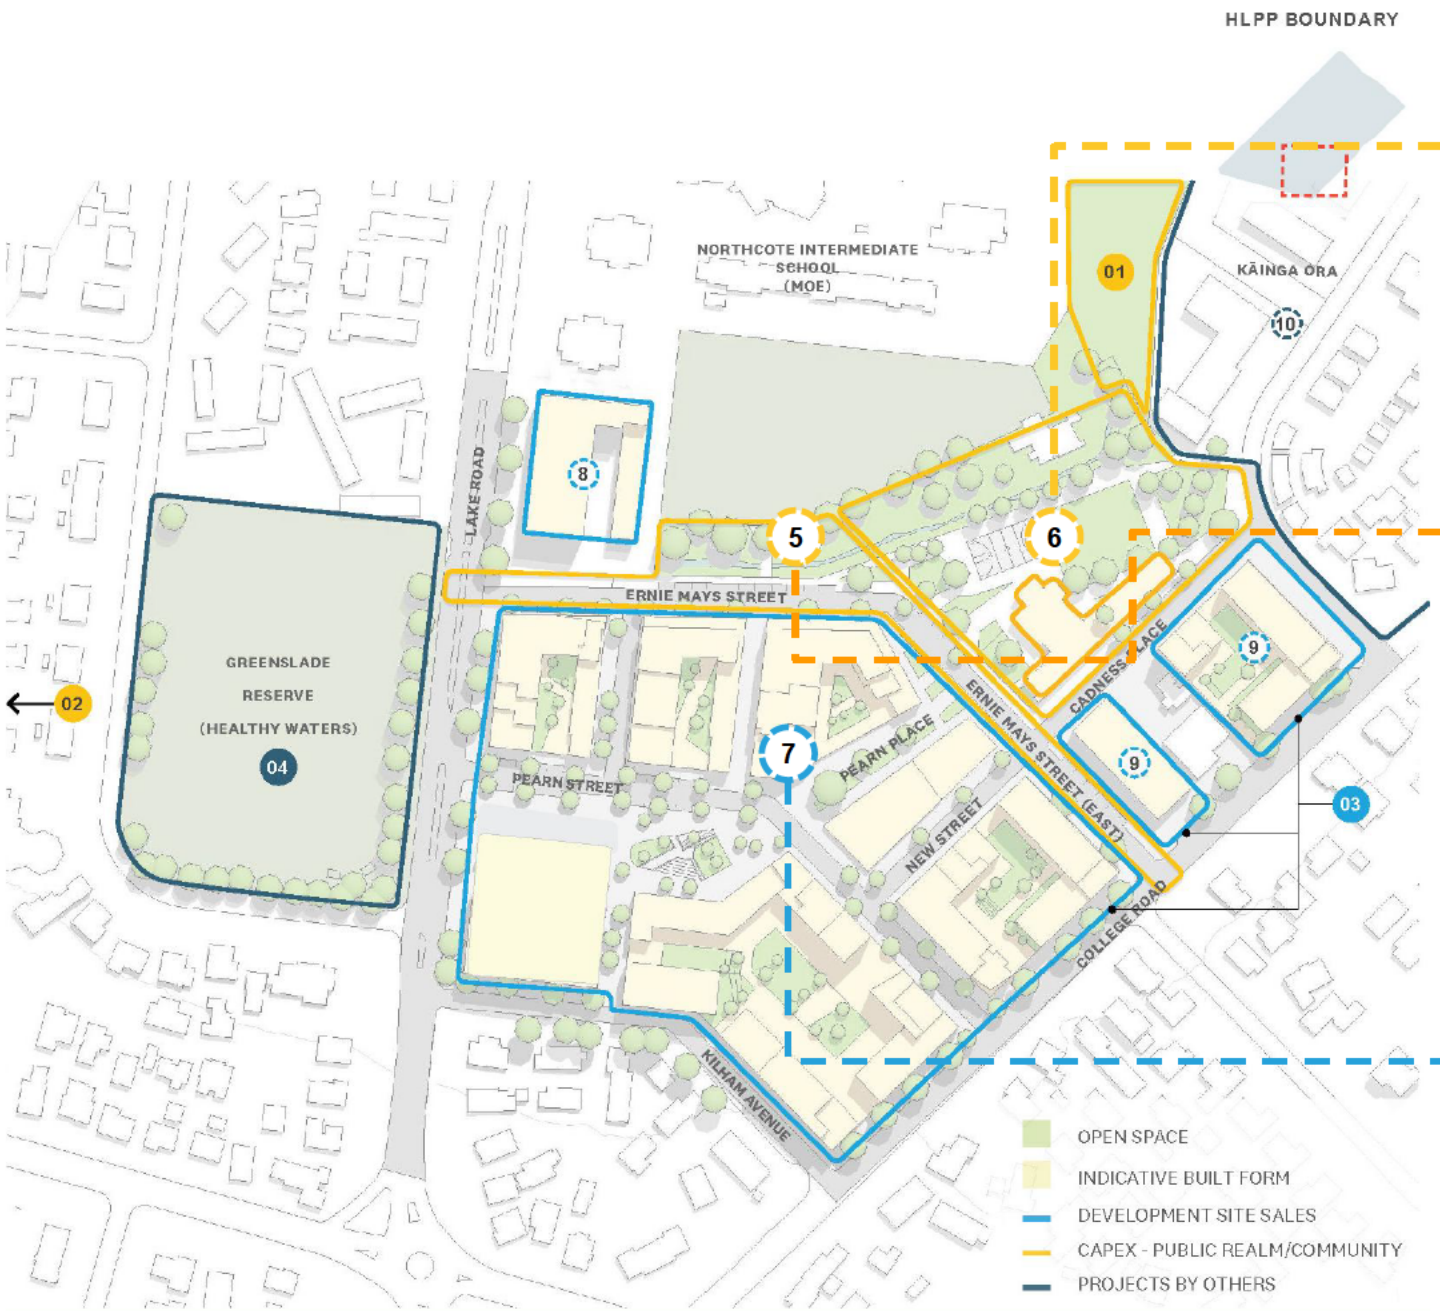 HLPP BOUNDARY
NORTHCOTE INTERMEDIATE
SCHOOL
(MOE)
01
KĀINGA ORA
10
8
LAKE ROAD
5
6
ERNIE MAYS STREET
GREENSLADE
RESERVE
(HEALTHY WATERS)
04
02
9
CADNESS PLACE
ERNIE MAYS STREET (EAST)
PEARN PLACE
7
PEARN STREET
9
03
NEW STREET
COLLEGE ROAD
KILHAM AVENUE
OPEN SPACE
INDICATIVE BUILT FORM
DEVELOPMENT SITE SALES
CAPEX - PUBLIC REALM/COMMUNITY
PROJECTS BY OTHERS